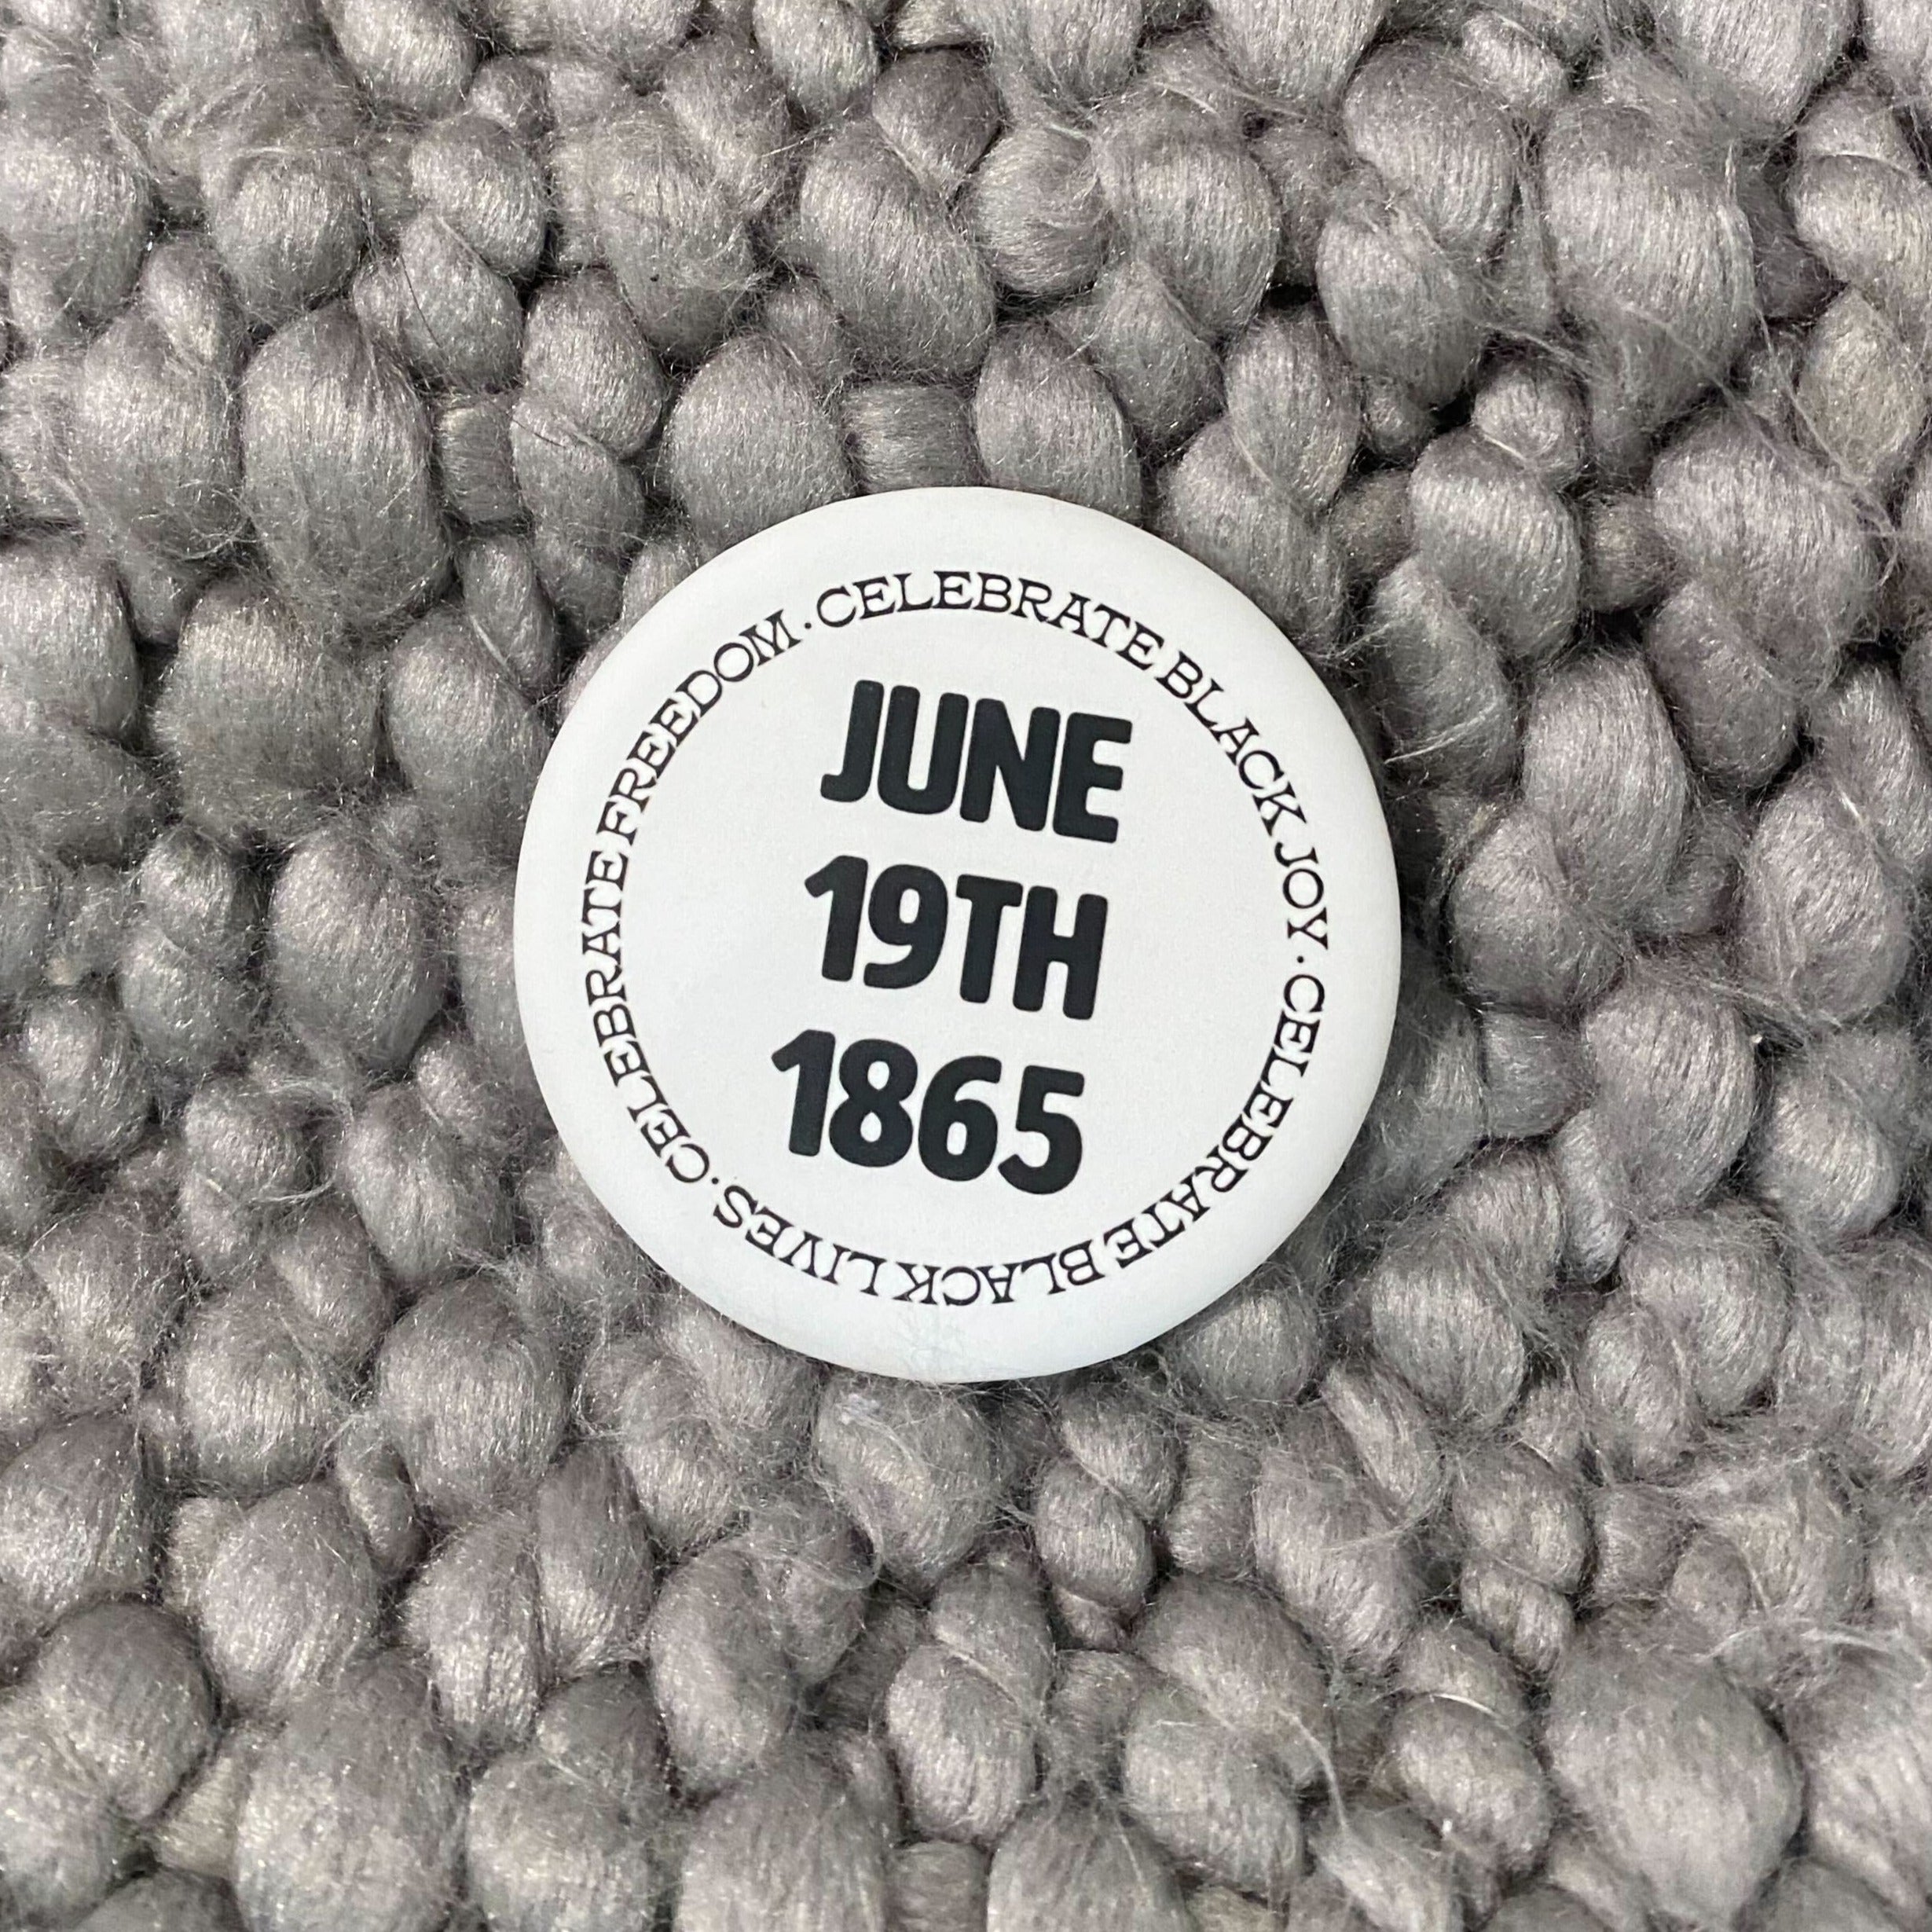 CELEBRATE BLACK JOY · CELEBRATE BLACK LIVES · CELEBRATE FREEDOM ·
JUNE
19TH
1865